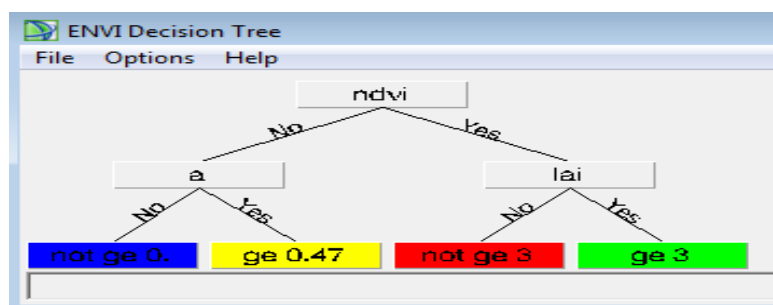 ENVI Decision Tree
File Options Help
ndvi
No Yes
a lai
No Yes No Yes
not ge 0. ge 0.47 not ge 3 ge 3